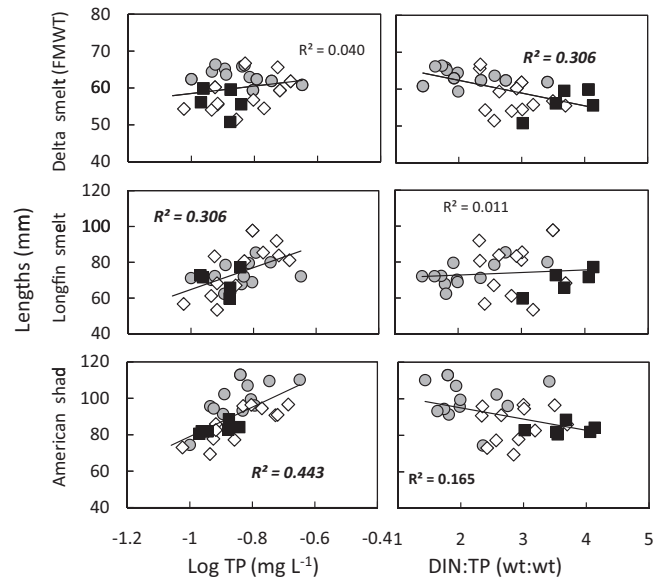 Lengths (mm)
Delta smelt (FMWT)
80
70
60
50
40
R² = 0.040
R² = 0.306
Longfin smelt
120
100
80
60
40
R² = 0.306
R² = 0.011
American shad
120
100
80
60
40
R² = 0.443
R² = 0.165
-1.2 -1 -0.8 -0.6 -0.4
1 2 3 4 5
Log TP (mg L⁻¹)
DIN:TP (wt:wt)